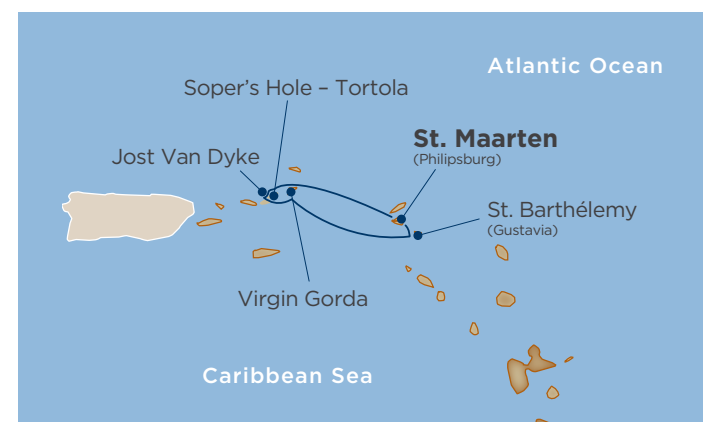 Atlantic Ocean
Soper's Hole – Tortola
St. Maarten
(Philipsburg)
Jost Van Dyke
St. Barthélemy
(Gustavia)
Virgin Gorda
Caribbean Sea